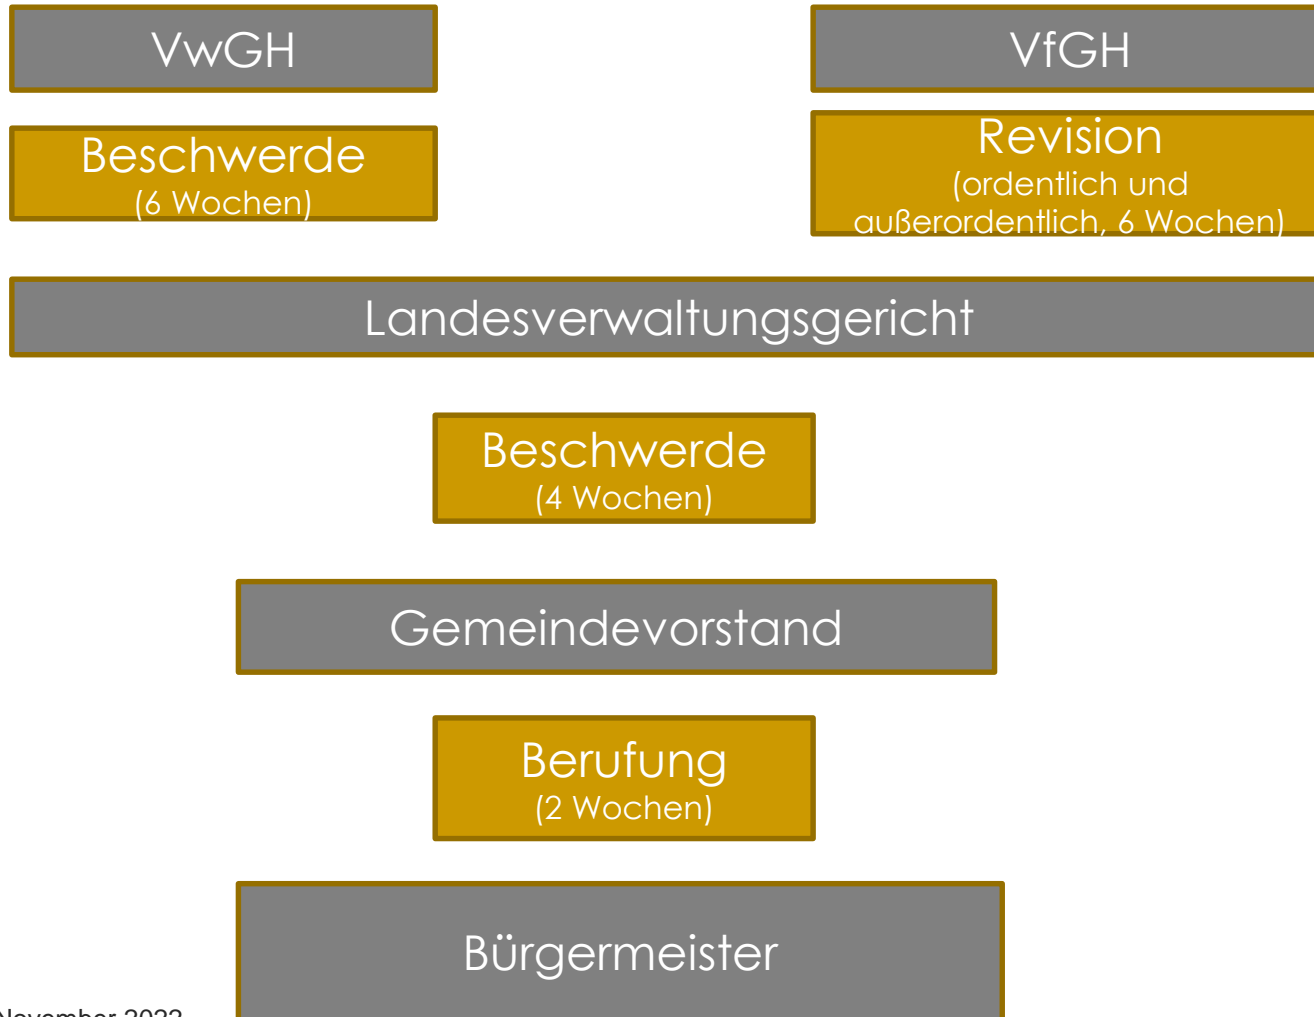 VwGH
VfGH
Beschwerde
(6 Wochen)
Revision
(ordentlich und
außerordentlich, 6 Wochen)
Landesverwaltungsgericht
Beschwerde
(4 Wochen)
Gemeindevorstand
Berufung
(2 Wochen)
Bürgermeister